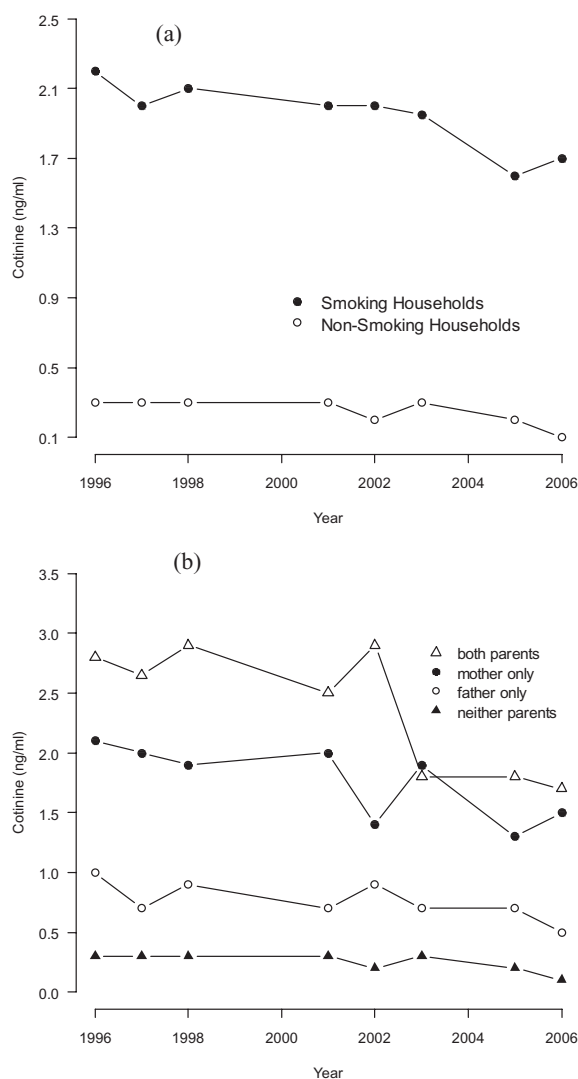 (a)
2.5
2.1
1.7
1.3
0.9
0.5
0.1
Cotinine (ng/ml)
Smoking Households
Non-Smoking Households
1996 1998 2000 2002 2004 2006
Year
(b)
3.5
3.0
2.5
2.0
1.5
1.0
0.5
0.0
Cotinine (ng/ml)
both parents
mother only
father only
neither parents
1996 1998 2000 2002 2004 2006
Year